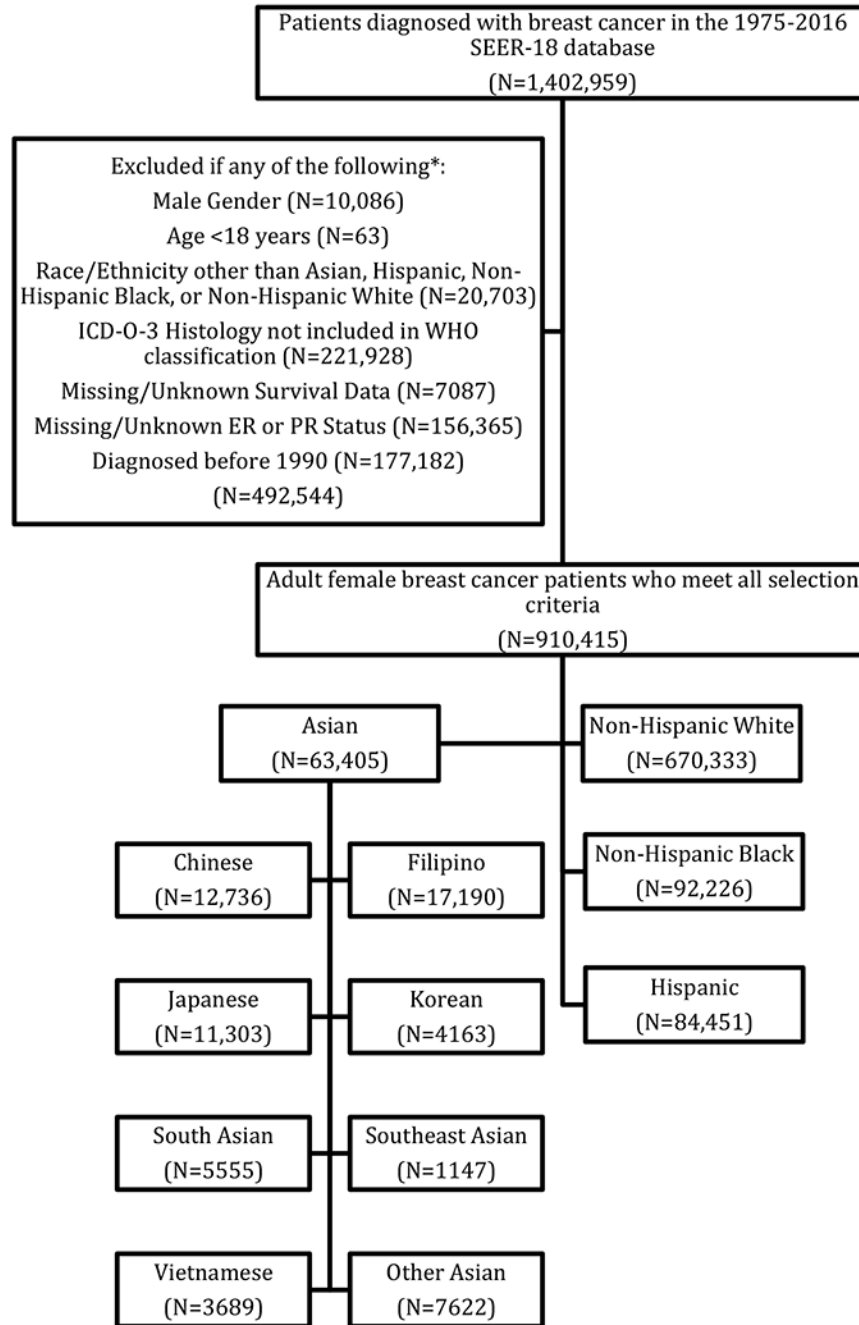 Patients diagnosed with breast cancer in the 1975-2016
SEER-18 database
(N=1,402,959)
Excluded if any of the following*:
Male Gender (N=10,086)
Age <18 years (N=63)
Race/Ethnicity other than Asian, Hispanic, Non-
Hispanic Black, or Non-Hispanic White (N=20,703)
ICD-O-3 Histology not included in WHO
classification (N=221,928)
Missing/Unknown Survival Data (N=7087)
Missing/Unknown ER or PR Status (N=156,365)
Diagnosed before 1990 (N=177,182)
(N=492,544)
Adult female breast cancer patients who meet all selection
criteria
(N=910,415)
Asian
(N=63,405)
Non-Hispanic White
(N=670,333)
Chinese
(N=12,736)
Filipino
(N=17,190)
Non-Hispanic Black
(N=92,226)
Japanese
(N=11,303)
Korean
(N=4163)
Hispanic
(N=84,451)
South Asian
(N=5555)
Southeast Asian
(N=1147)
Vietnamese
(N=3689)
Other Asian
(N=7622)